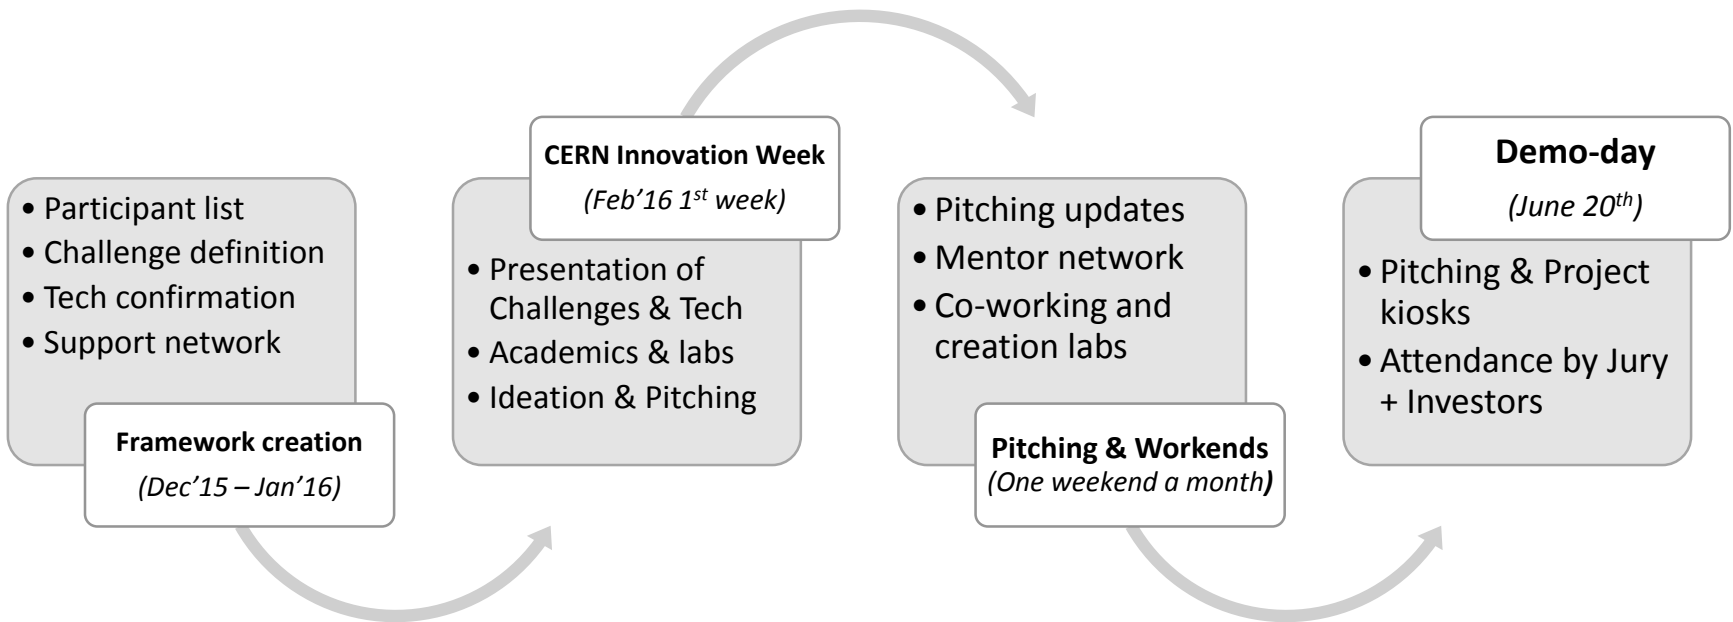 • Participant list
• Challenge definition
• Tech confirmation
• Support network
Framework creation
(Dec’15 – Jan’16)
CERN Innovation Week
(Feb’16 1st week)
• Presentation of
Challenges & Tech
• Academics & labs
• Ideation & Pitching
• Pitching updates
• Mentor network
• Co-working and
creation labs
Pitching & Workends
(One weekend a month)
Demo-day
(June 20th)
• Pitching & Project
kiosks
• Attendance by Jury
+ Investors